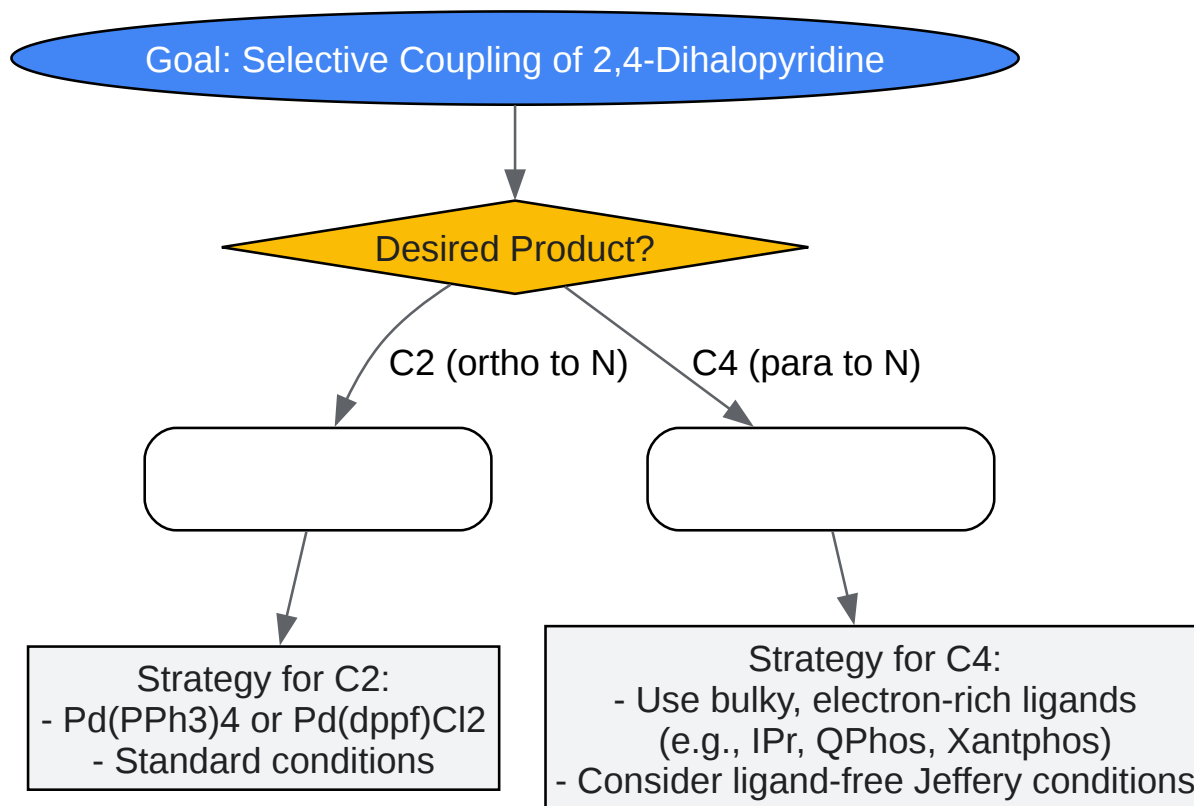 Goal: Selective Coupling of 2,4-Dihalopyridine
Desired Product?
C2 (ortho to N)
C4 (para to N)
Strategy for C2:
- Pd(PPh3)4 or Pd(dppf)Cl2
- Standard conditions
Strategy for C4:
- Use bulky, electron-rich ligands
(e.g., IPr, QPhos, Xantphos)
- Consider ligand-free Jeffery conditions